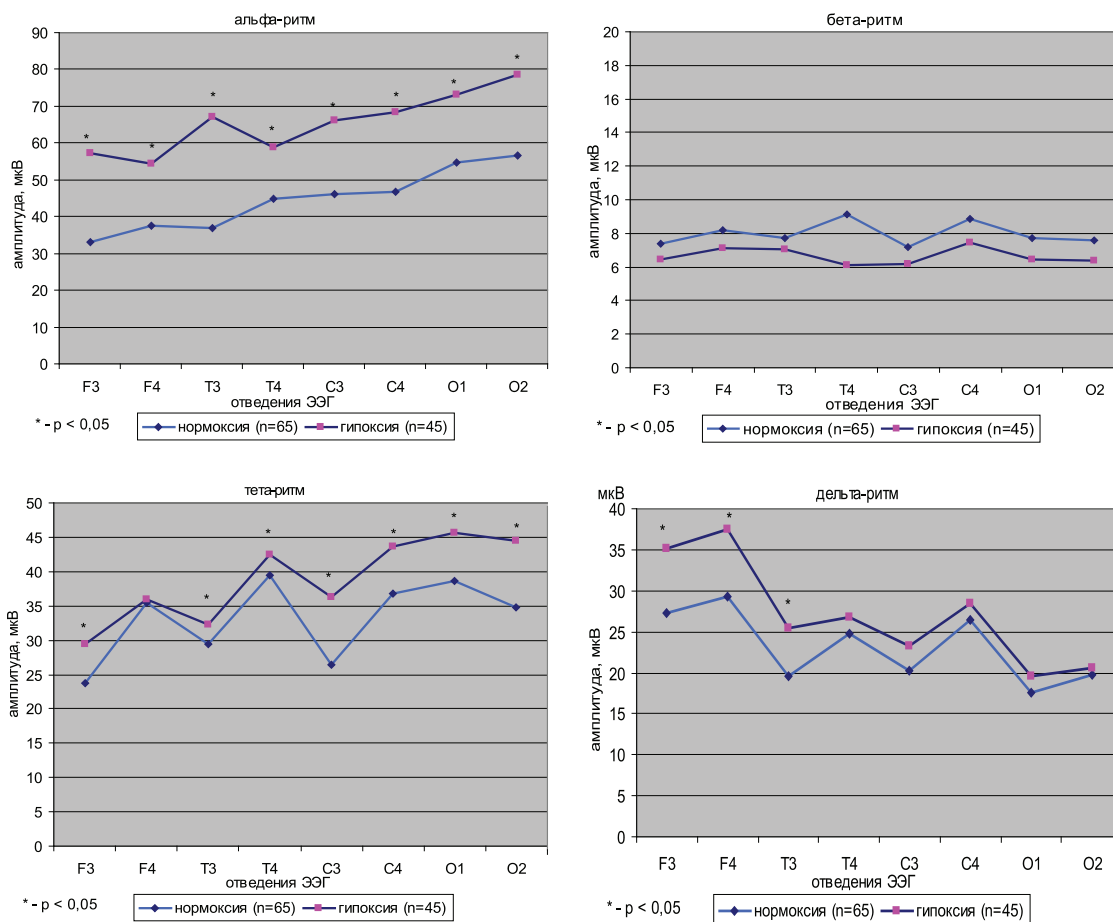 альфа-ритм
амплитуда, мкВ
90
80
70
60
50
40
30
20
10
0
* * * * * * * *
F3 F4 T3 T4 C3 C4 O1 O2
отведения ЭЭГ
* - p < 0,05
нормоксия (n=65) гипоксия (n=45)
бета-ритм
амплитуда, мкВ
20
18
16
14
12
10
8
6
4
2
0
F3 F4 T3 T4 C3 C4 O1 O2
отведения ЭЭГ
* - p < 0,05
нормоксия (n=65) гипоксия (n=45)
тета-ритм
амплитуда, мкВ
50
45
40
35
30
25
20
15
10
5
0
* * * * * * *
F3 F4 T3 T4 C3 C4 O1 O2
отведения ЭЭГ
* - p < 0,05
нормоксия (n=65) гипоксия (n=45)
мкВ
дельта-ритм
амплитуда, мкВ
40
35
30
25
20
15
10
5
0
* * *
F3 F4 T3 T4 C3 C4 O1 O2
отведения ЭЭГ
* - p < 0,05
нормоксия (n=65) гипоксия (n=45)